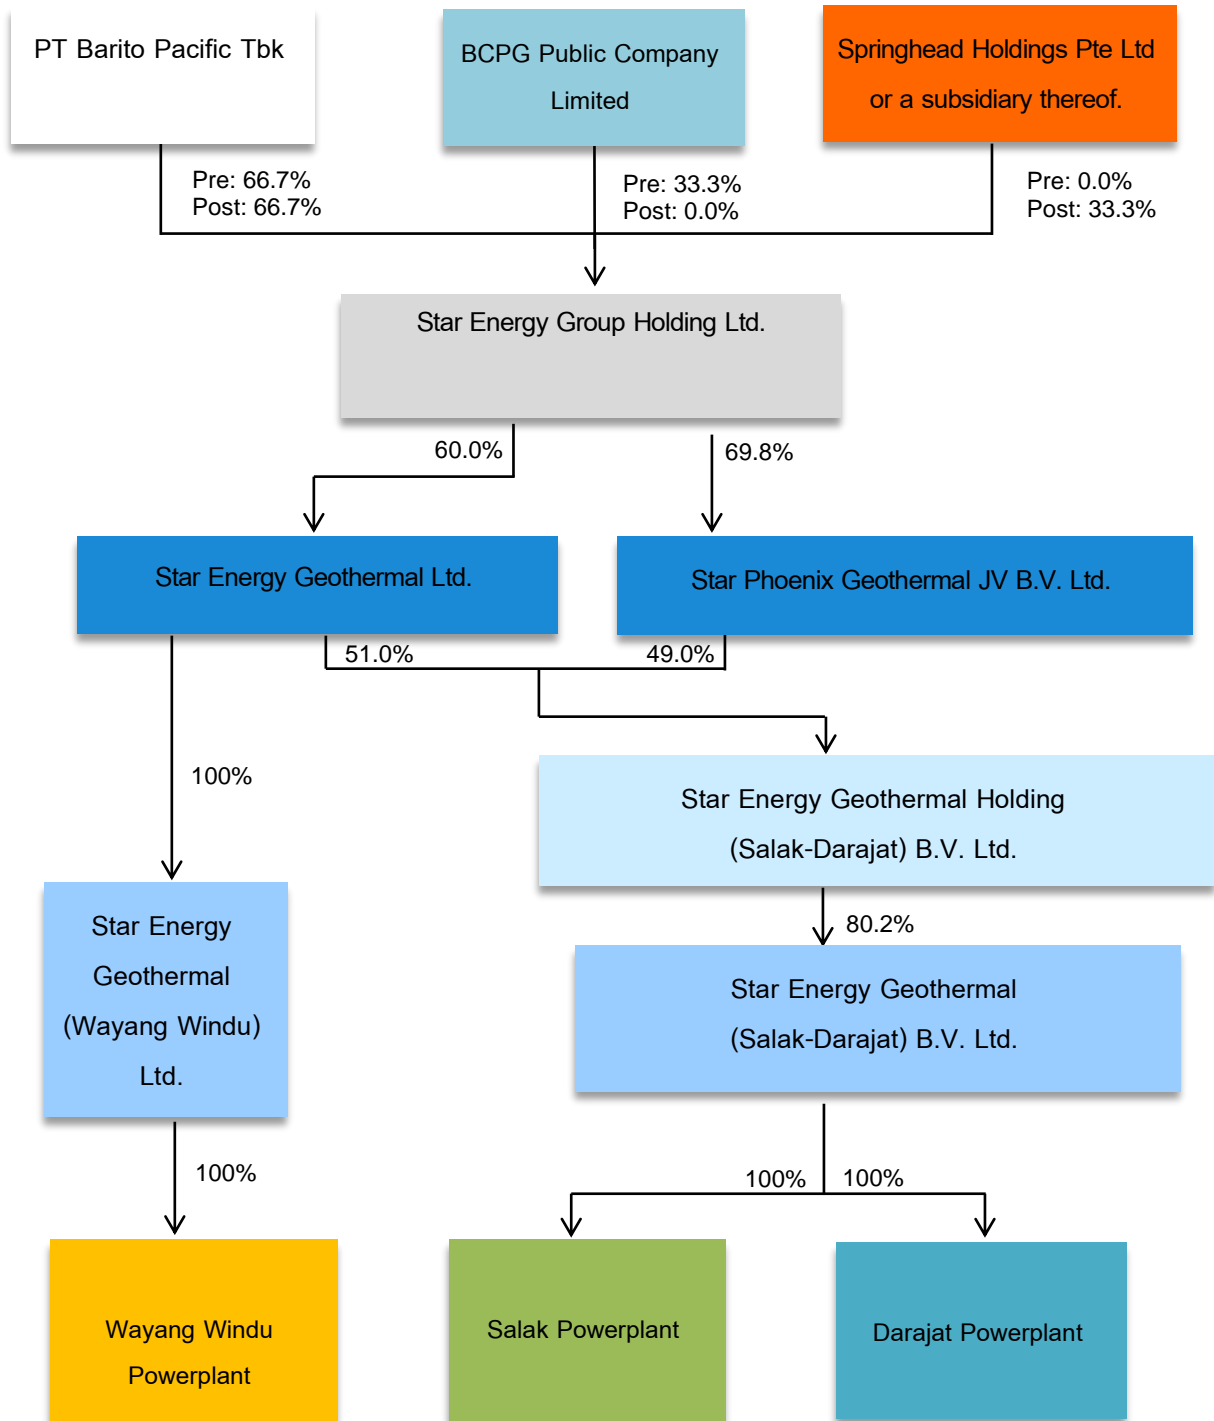 PT Barito Pacific Tbk
BCPG Public Company
Limited
Springhead Holdings Pte Ltd
or a subsidiary thereof.
Pre: 66.7%
Post: 66.7%
Pre: 33.3%
Post: 0.0%
Pre: 0.0%
Post: 33.3%
Star Energy Group Holding Ltd.
60.0%
69.8%
Star Energy Geothermal Ltd.
Star Phoenix Geothermal JV B.V. Ltd.
51.0%
49.0%
100%
Star Energy Geothermal Holding
(Salak-Darajat) B.V. Ltd.
80.2%
Star Energy
Geothermal
(Wayang Windu)
Ltd.
Star Energy Geothermal
(Salak-Darajat) B.V. Ltd.
100%
100%
100%
Wayang Windu
Powerplant
Salak Powerplant
Darajat Powerplant